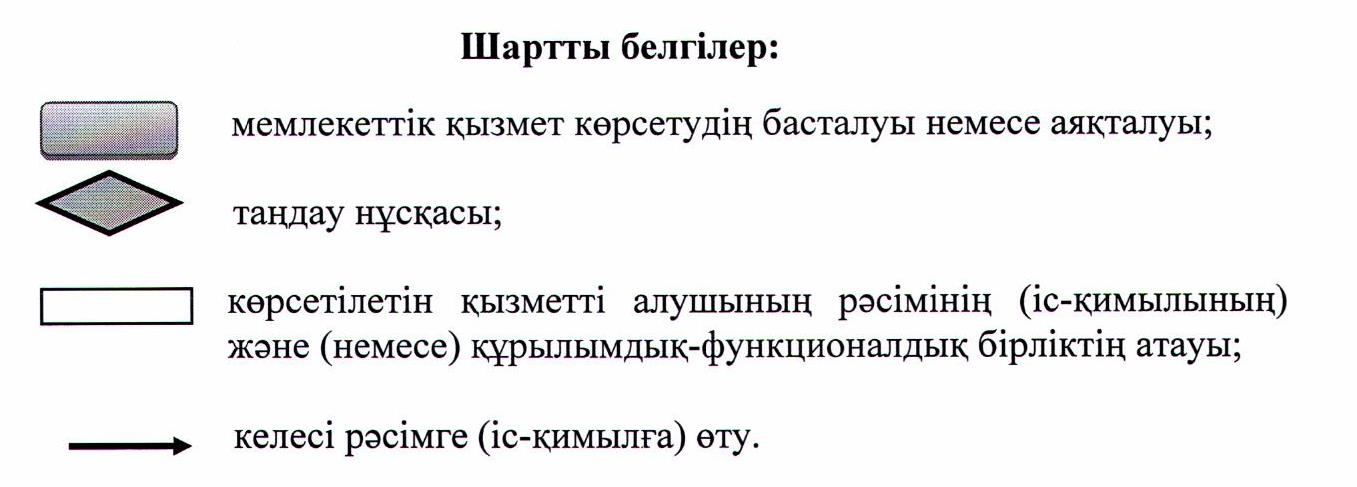 Шартты белгілер:
мемлекеттік қызмет көрсетудің басталуы немесе аяқталуы;
таңдау нұсқасы;
көрсетілетін қызметті алушының рәсімінің (іс-қимылының)
және (немесе) құрылымдық-функционалдық бірліктің атауы;
келесі рәсімге (іс-қимылға) өту.